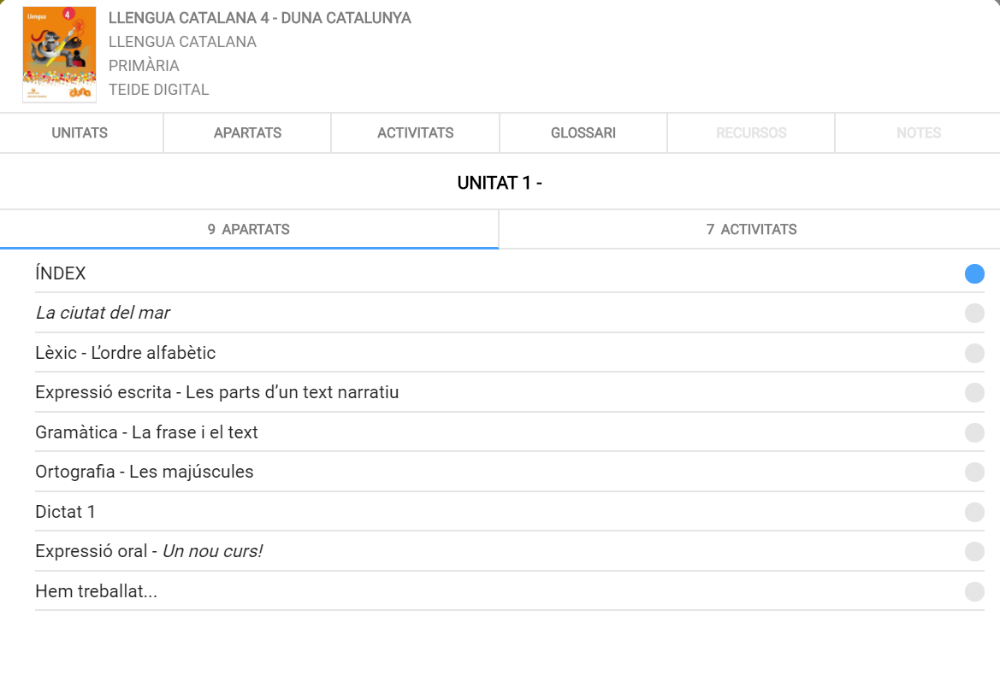 Llengua 4
duna
LLENGUA CATALANA 4 - DUNA CATALUNYA
LLENGUA CATALANA
PRIMÀRIA
TEIDE DIGITAL
UNITATS APARTATS ACTIVITATS GLOSSARI RECURSOS NOTES
UNITAT 1 -
9 APARTATS 7 ACTIVITATS
ÍNDEX
La ciutat del mar
Lèxic - L’ordre alfabètic
Expressió escrita - Les parts d’un text narratiu
Gramàtica - La frase i el text
Ortografia - Les majúscules
Dictat 1
Expressió oral - Un nou curs!
Hem treballat...